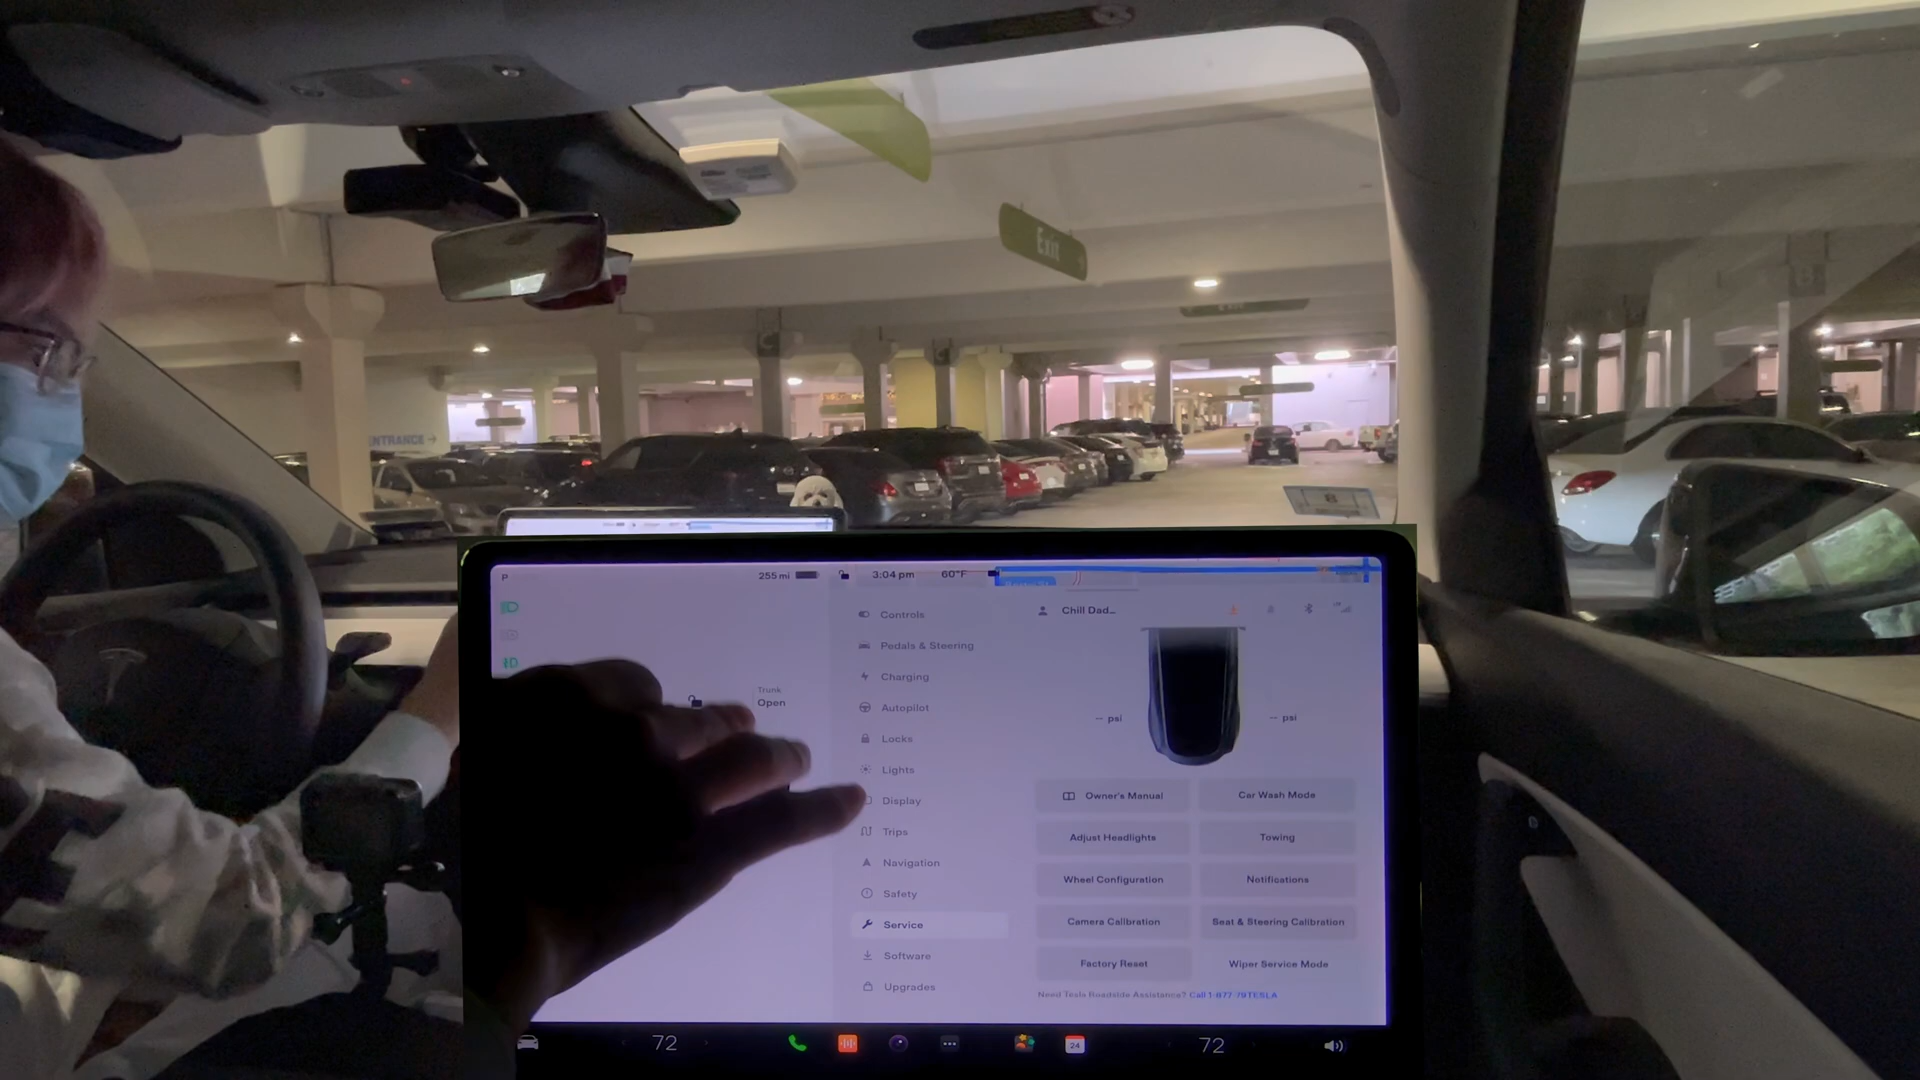 Exit
ENTRANCE →
8
P
255 mi
3:04 pm
60°F
Trunk
Open
Controls
Pedals & Steering
Charging
Autopilot
Locks
Lights
Display
Trips
Navigation
Safety
Service
Software
Upgrades
Chill Dad...
-- psi
-- psi
Owner's Manual
Car Wash Mode
Adjust Headlights
Towing
Wheel Configuration
Notifications
Camera Calibration
Seat & Steering Calibration
Factory Reset
Wiper Service Mode
Need Tesla Roadside Assistance? Call 1-877-79TESLA
72
24
72